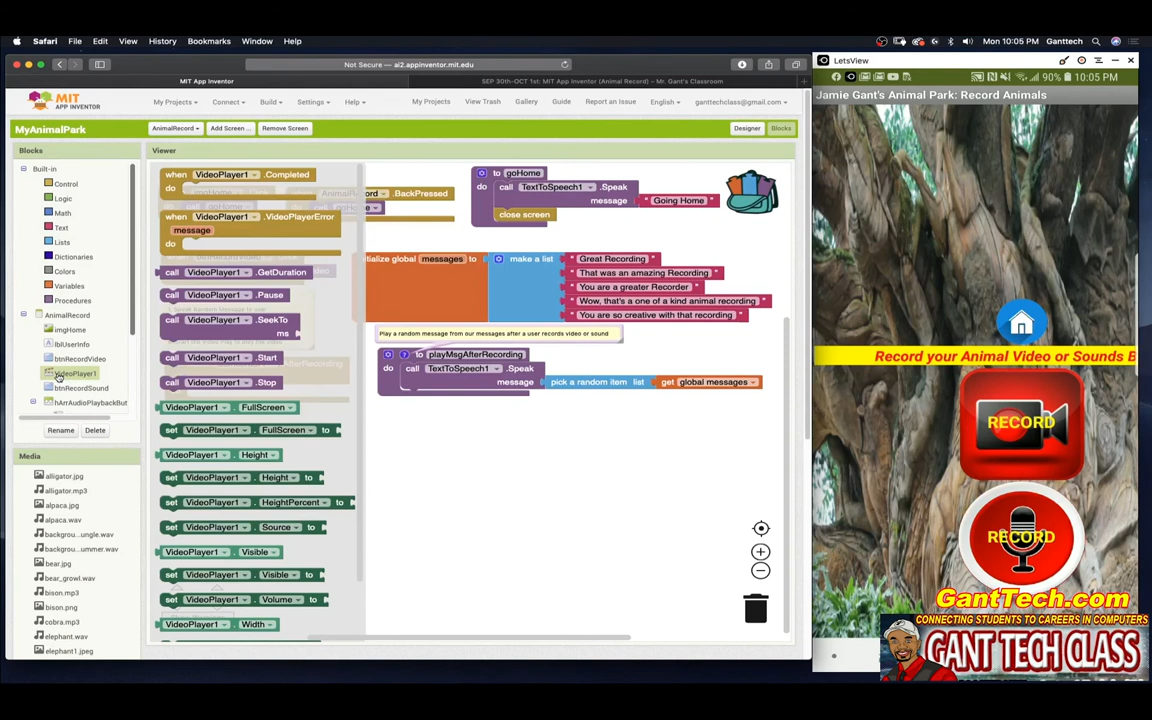 Safari File Edit View History Bookmarks Window Help
Mon 10:05 PM Ganttech
Not Secure — ai2.appinventor.mit.edu
MIT App Inventor
SEP 30th-OCT 1st: MIT App Inventor (Animal Record) – Mr. Gant's Classroom
MIT
APP INVENTOR
My Projects Connect Build Settings Help My Projects View Trash Gallery Guide Report an Issue English ganttechclass@gmail.com
MyAnimalPark
AnimalRecord Add Screen ... Remove Screen
Designer Blocks
Blocks
Built-in
Control
Logic
Math
Text
Lists
Dictionaries
Colors
Variables
Procedures
AnimalRecord
imgHome
lblUserInfo
btnRecordVideo
VideoPlayer1
btnRecordSound
hArrAudioPlaybackBut
Rename Delete
Media
alligator.jpg
alligator.mp3
alpaca.jpg
alpaca.wav
backgrou...ungle.wav
backgrou...ummer.wav
bear.jpg
bear_growl.wav
bison.mp3
bison.png
cobra.mp3
elephant.wav
elephant1.jpeg
Viewer
when VideoPlayer1 .Completed
do
when VideoPlayer1 .VideoPlayerError
message
do
call VideoPlayer1 .GetDuration
call VideoPlayer1 .Pause
call VideoPlayer1 .SeekTo
ms
call VideoPlayer1 .Start
call VideoPlayer1 .Stop
VideoPlayer1 . FullScreen
set VideoPlayer1 . FullScreen to
VideoPlayer1 . Height
set VideoPlayer1 . Height to
set VideoPlayer1 . HeightPercent to
set VideoPlayer1 . Source to
VideoPlayer1 . Visible
set VideoPlayer1 . Visible to
set VideoPlayer1 . Volume to
VideoPlayer1 . Width
.BackPressed
to goHome
do call TextToSpeech1 .Speak
message " Going Home "
close screen
tialize global messages to make a list " Great Recording "
" That was an amazing Recording "
" You are a greater Recorder "
" Wow, that's a one of a kind animal recording "
" You are so creative with that recording "
Play a random message from our messages after a user records video or sound
? to playMsgAfterRecording
do call TextToSpeech1 .Speak
message pick a random item list get global messages
LetsView
90% 10:05 PM
Jamie Gant's Animal Park: Record Animals
Record your Animal Video or Sounds B
RECORD
RECORD
GantTech.com
CONNECTING STUDENTS TO CAREERS IN COMPUTERS
GANT TECH CLASS